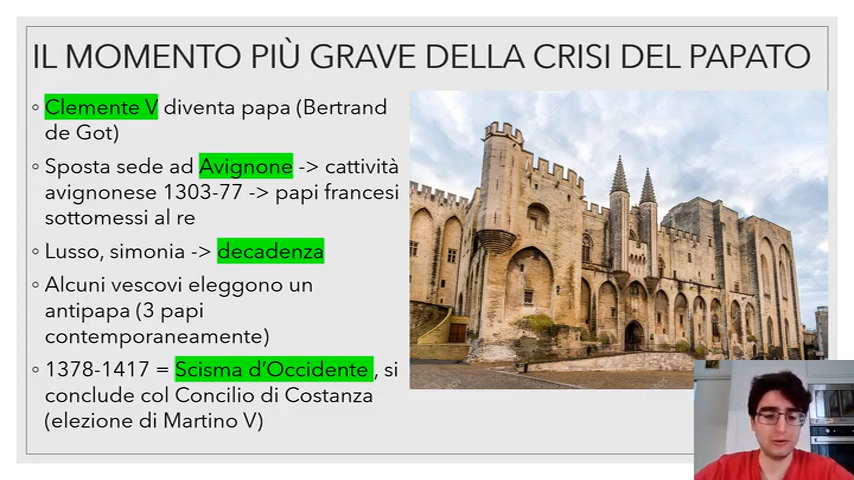 IL MOMENTO PIÙ GRAVE DELLA CRISI DEL PAPATO
◦ Clemente V diventa papa (Bertrand
de Got)
◦ Sposta sede ad Avignone -> cattività
avignonese 1303-77 -> papi francesi
sottomessi al re
◦ Lusso, simonia -> decadenza
◦ Alcuni vescovi eleggono un
antipapa (3 papi
contemporaneamente)
◦ 1378-1417 = Scisma d'Occidente , si
conclude col Concilio di Costanza
(elezione di Martino V)